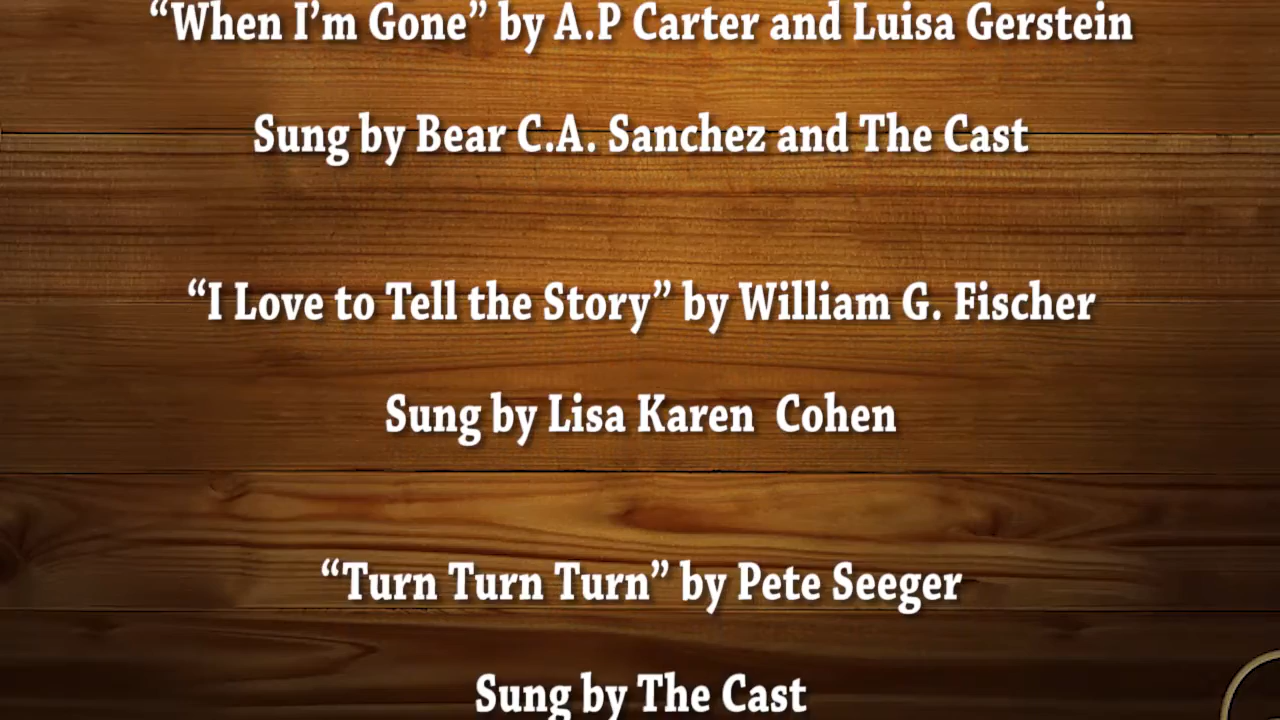 “When I’m Gone” by A.P Carter and Luisa Gerstein
Sung by Bear C.A. Sanchez and The Cast
“I Love to Tell the Story” by William G. Fischer
Sung by Lisa Karen  Cohen
“Turn Turn Turn” by Pete Seeger
Sung by The Cast